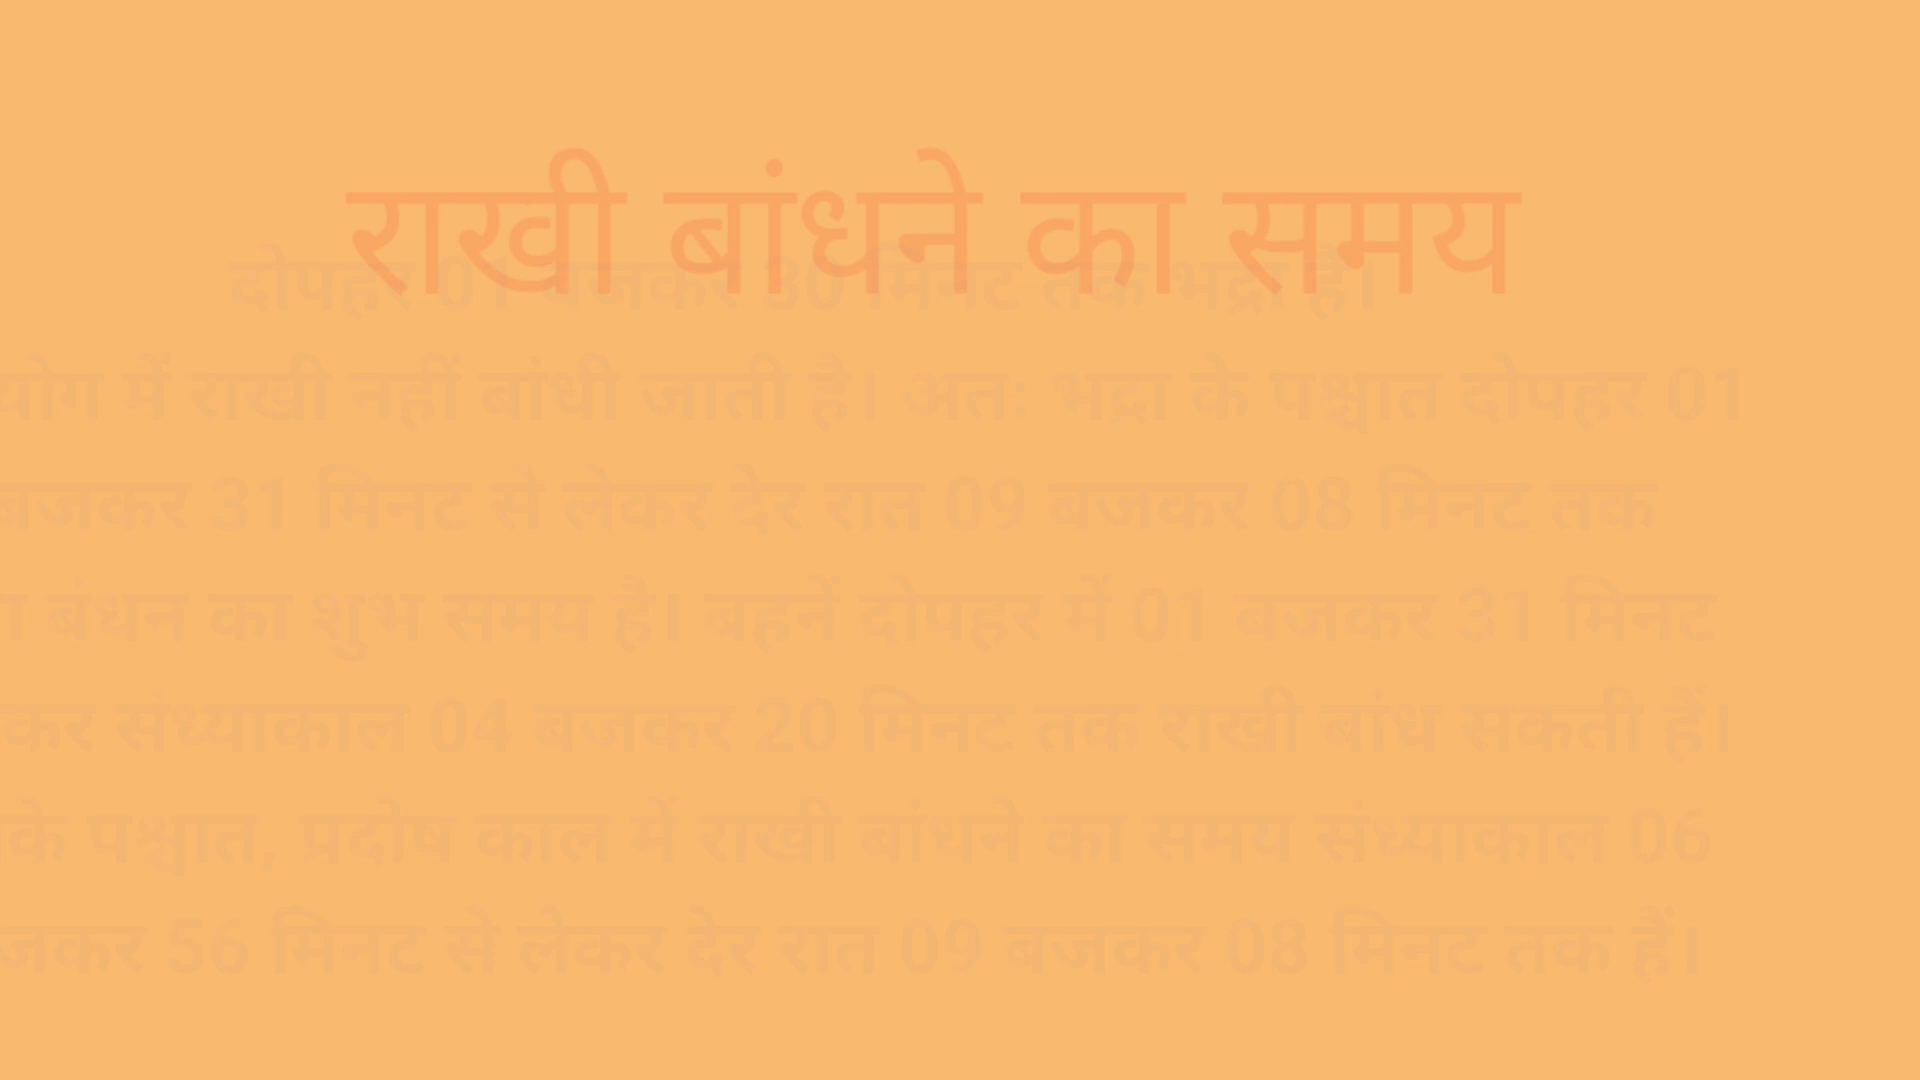 राखी बांधने का समय
दोपहर 01 बजकर 30 मिनट तक भद्रा है।
योग में राखी नहीं बांधी जाती है। अतः भद्रा के पश्चात दोपहर 01
बजकर 31 मिनट से लेकर देर रात 09 बजकर 08 मिनट तक
बंधन का शुभ समय है। बहनें दोपहर में 01 बजकर 31 मिनट
कर संध्याकाल 04 बजकर 20 मिनट तक राखी बांध सकती हैं।
के पश्चात, प्रदोष काल में राखी बांधने का समय संध्याकाल 06
जकर 56 मिनट से लेकर देर रात 09 बजकर 08 मिनट तक हैं।